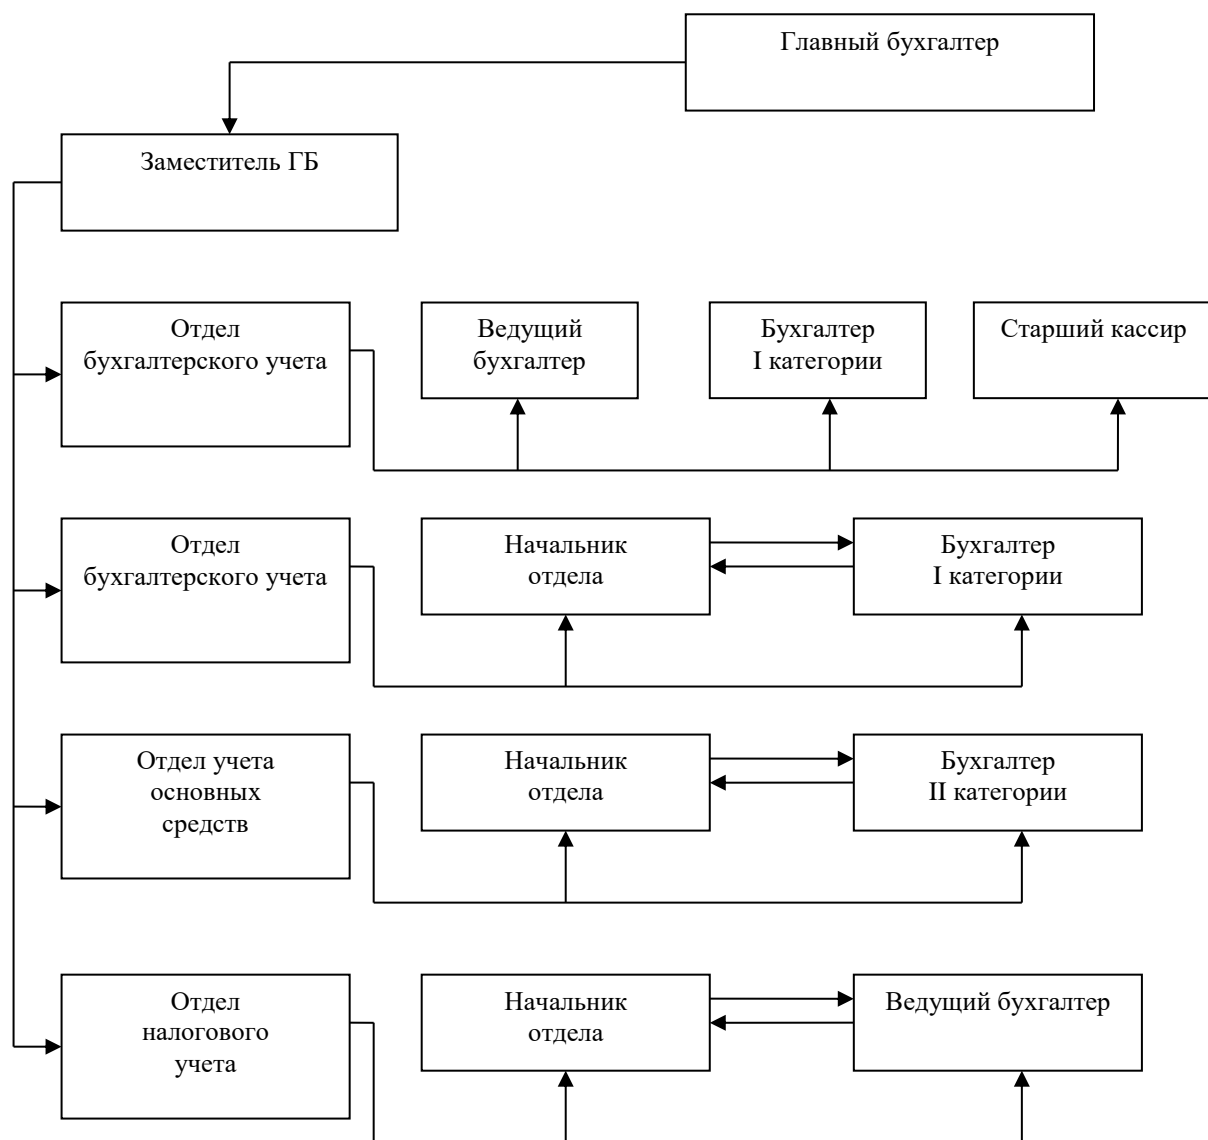 Главный бухгалтер
Заместитель ГБ
Отдел
бухгалтерского учета
Ведущий
бухгалтер
Бухгалтер
I категории
Старший кассир
Отдел
бухгалтерского учета
Начальник
отдела
Бухгалтер
I категории
Отдел учета
основных
средств
Начальник
отдела
Бухгалтер
II категории
Отдел
налогового
учета
Начальник
отдела
Ведущий бухгалтер